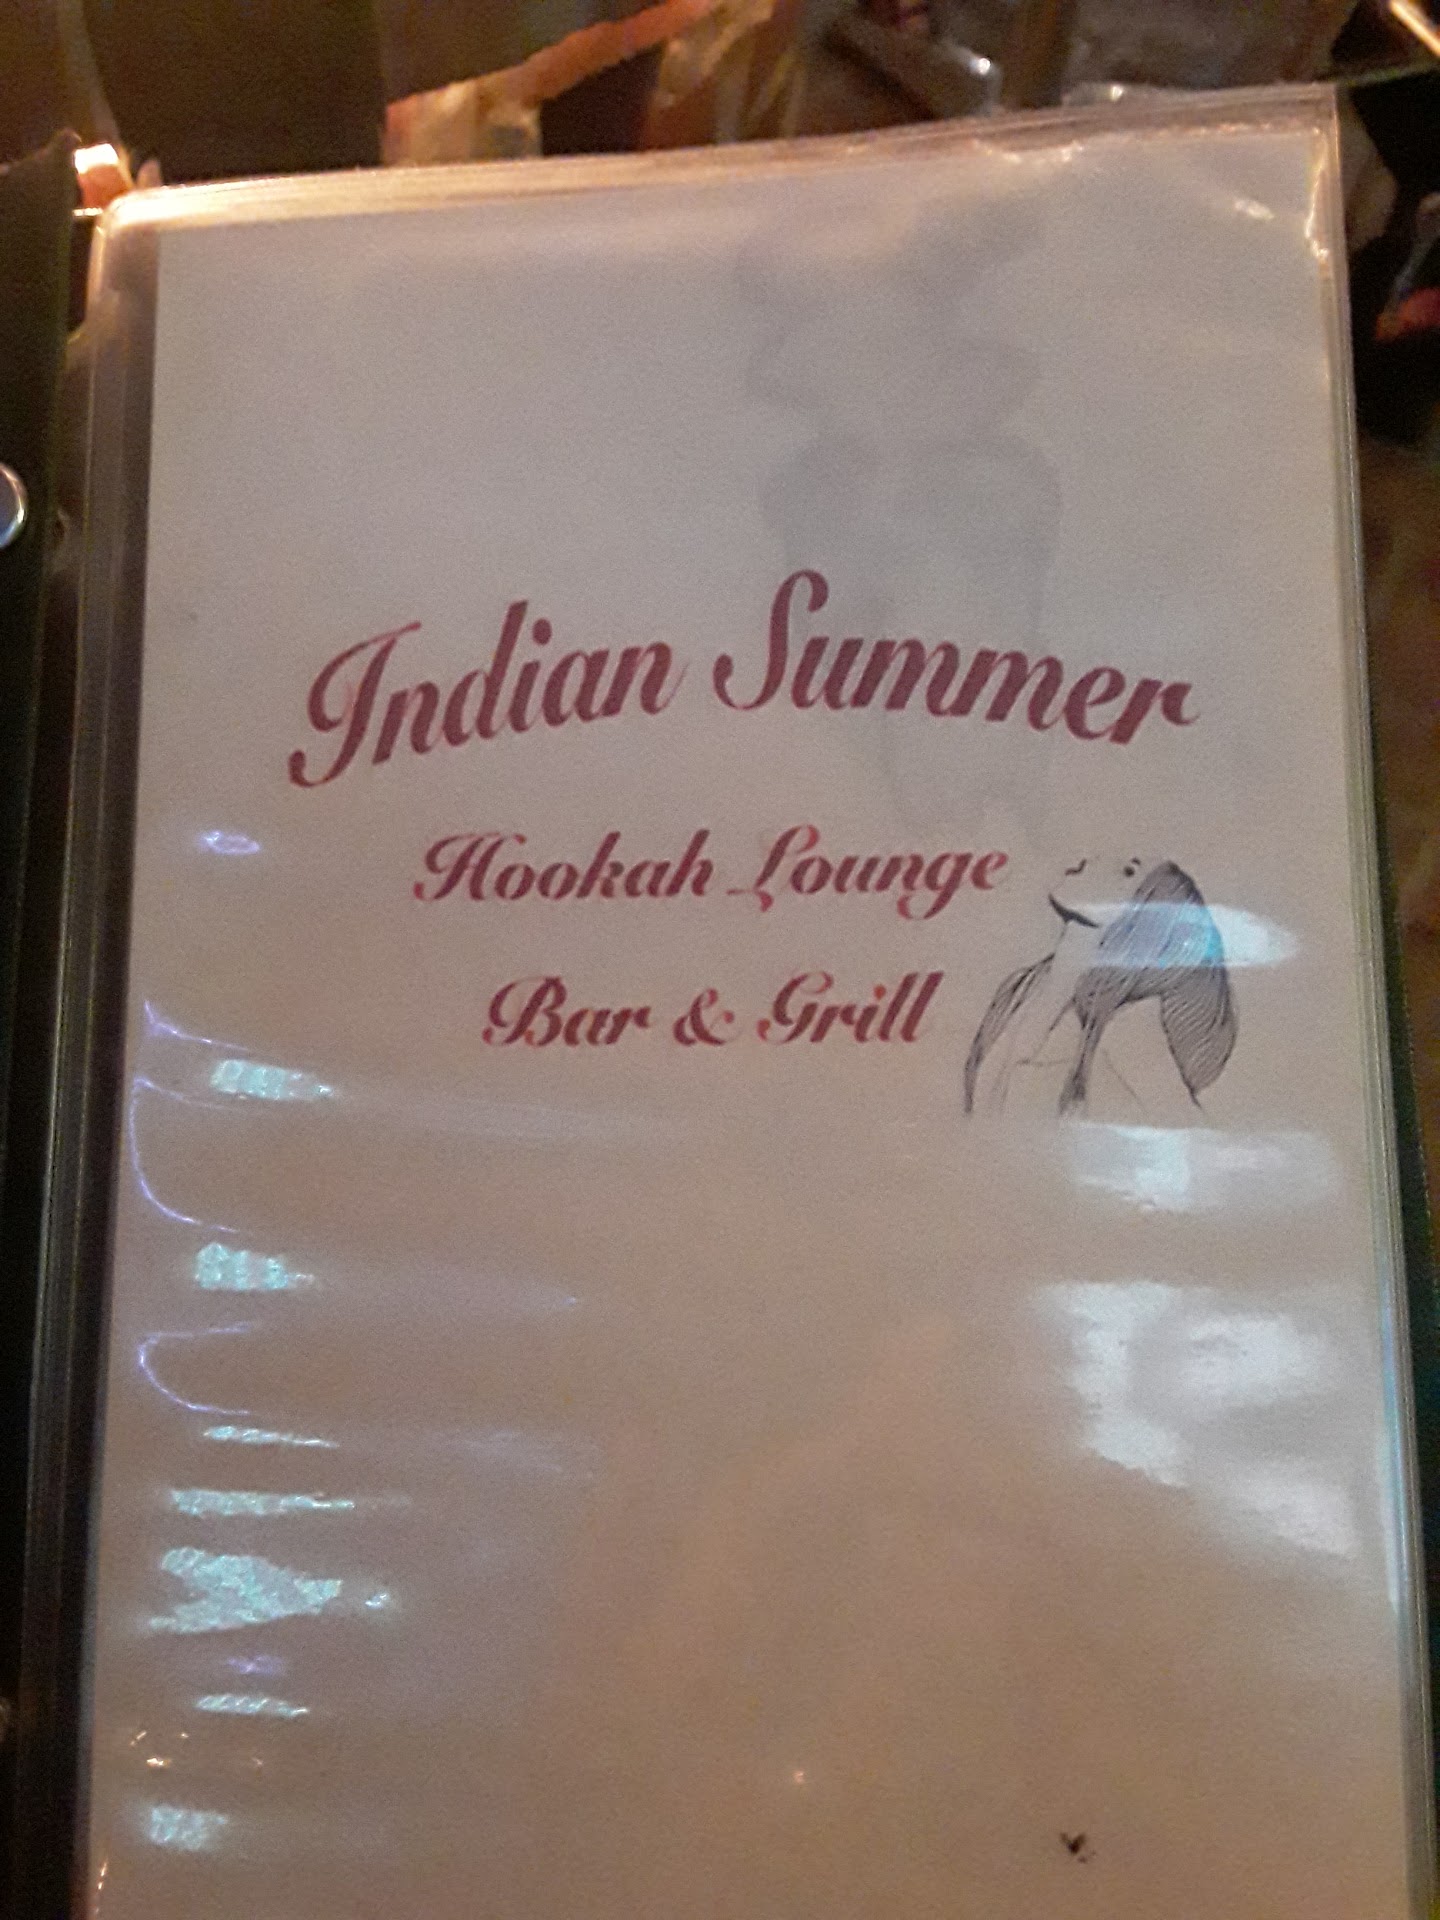 Indian Summer
Hookah Lounge
Bar & Grill